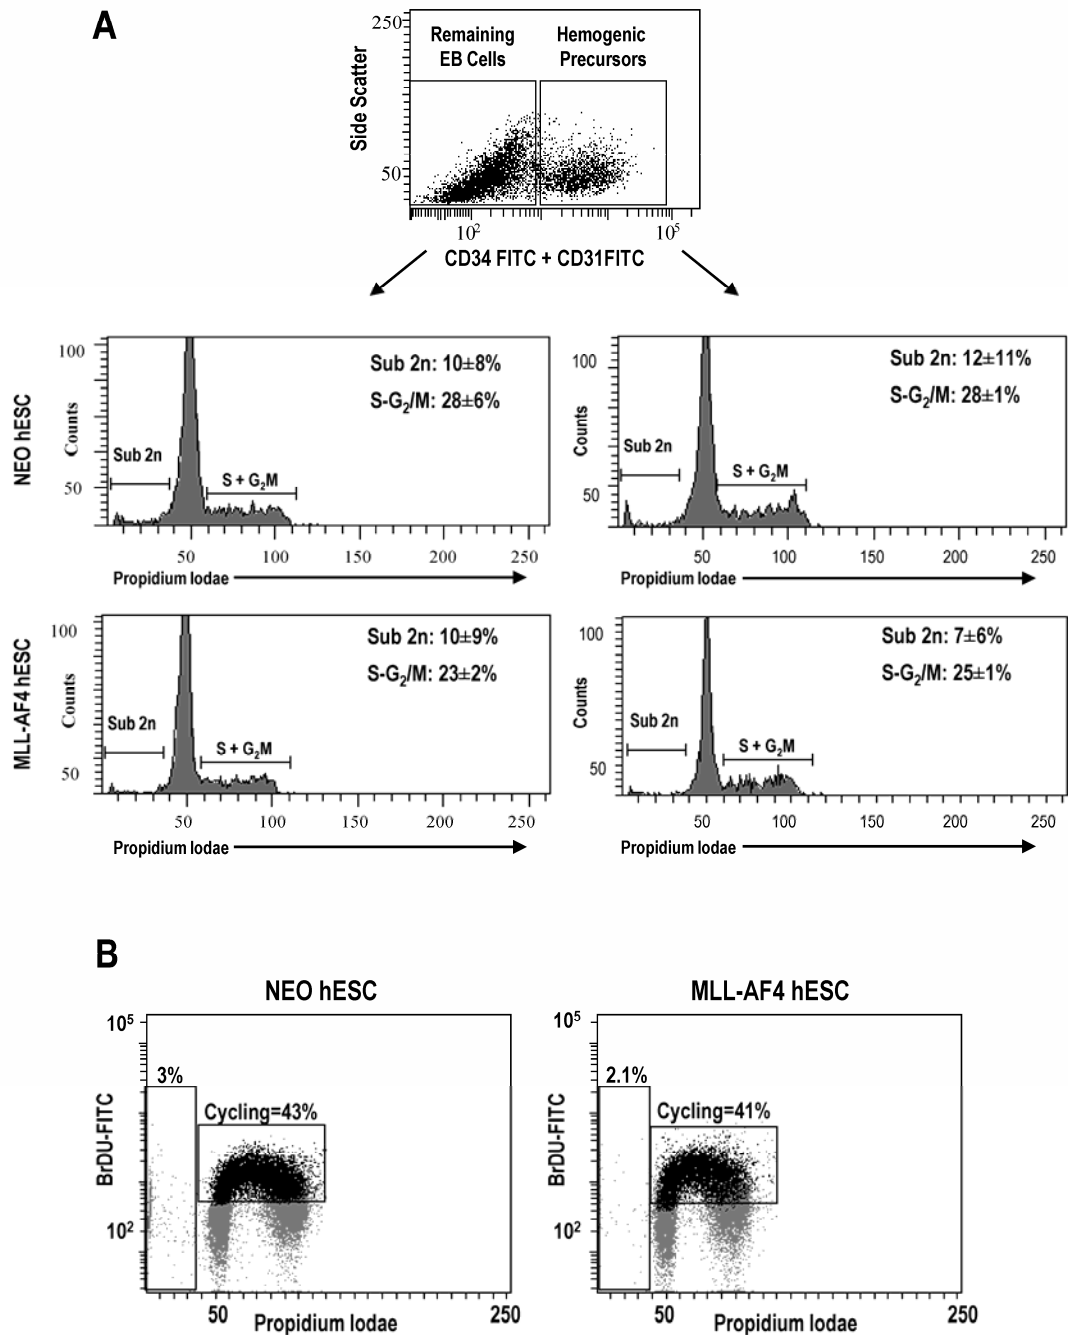 A
Remaining EB Cells
Hemogenic Precursors
Side Scatter
250
50
10²
10⁵
CD34 FITC + CD31FITC
NEO hESC
Counts
100
50
Sub 2n
S + G₂M
Sub 2n: 10±8%
S-G₂/M: 28±6%
50 100 150 200 250
Propidium Iodae
Counts
100
50
Sub 2n
S + G₂M
Sub 2n: 12±11%
S-G₂/M: 28±1%
50 100 150 200 250
Propidium Iodae
MLL-AF4 hESC
Counts
100
50
Sub 2n
S + G₂M
Sub 2n: 10±9%
S-G₂/M: 23±2%
50 100 150 200 250
Propidium Iodae
Counts
100
50
Sub 2n
S + G₂M
Sub 2n: 7±6%
S-G₂/M: 25±1%
50 100 150 200 250
Propidium Iodae
B
NEO hESC
BrDU-FITC
10⁵
10²
3%
Cycling=43%
50 250
Propidium Iodae
MLL-AF4 hESC
BrDU-FITC
10⁵
10²
2.1%
Cycling=41%
50 250
Propidium Iodae